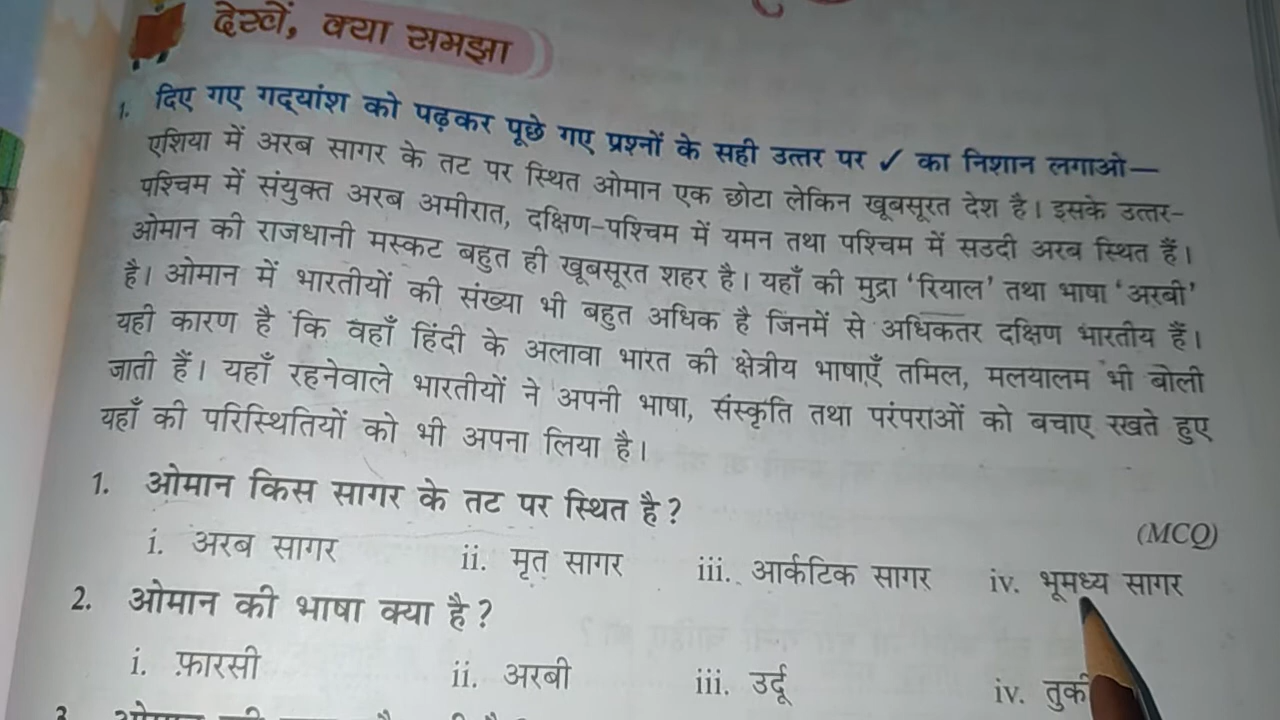 देखें, क्या समझा
1. दिए गए गद्यांश को पढ़कर पूछे गए प्रश्नों के सही उत्तर पर ✓ का निशान लगाओ—
एशिया में अरब सागर के तट पर स्थित ओमान एक छोटा लेकिन खूबसूरत देश है। इसके उत्तर-
पश्चिम में संयुक्त अरब अमीरात, दक्षिण-पश्चिम में यमन तथा पश्चिम में सउदी अरब स्थित हैं।
ओमान की राजधानी मस्कट बहुत ही खूबसूरत शहर है। यहाँ की मुद्रा 'रियाल' तथा भाषा 'अरबी'
है। ओमान में भारतीयों की संख्या भी बहुत अधिक है जिनमें से अधिकतर दक्षिण भारतीय हैं।
यही कारण है कि वहाँ हिंदी के अलावा भारत की क्षेत्रीय भाषाएँ तमिल, मलयालम भी बोली
जाती हैं। यहाँ रहनेवाले भारतीयों ने अपनी भाषा, संस्कृति तथा परंपराओं को बचाए रखते हुए
यहाँ की परिस्थितियों को भी अपना लिया है।
1. ओमान किस सागर के तट पर स्थित है? (MCQ)
i. अरब सागर ii. मृत सागर iii. आर्कटिक सागर iv. भूमध्य सागर
2. ओमान की भाषा क्या है?
i. फ़ारसी ii. अरबी iii. उर्दू iv.